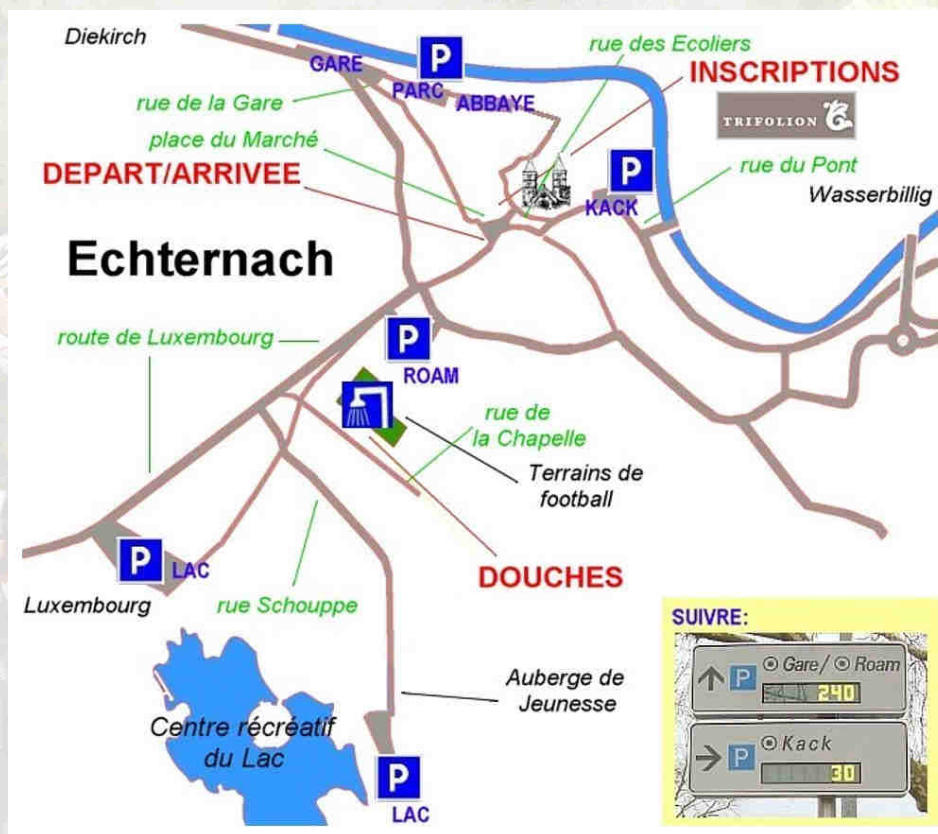 Diekirch
rue des Ecoliers
P
GARE
INSCRIPTIONS
PARC
ABBAYE
rue de la Gare
TRIFOLION
place du Marché
rue du Pont
DEPART/ARRIVEE
P
Wasserbillig
KACK
Echternach
route de Luxembourg
P
ROAM
rue de
la Chapelle
Terrains de
football
P
LAC
DOUCHES
Luxembourg
rue Schouppe
SUIVRE:
P
Gare/ Roam
240
P
Kack
30
Auberge de
Jeunesse
Centre récréatif
du Lac
P
LAC